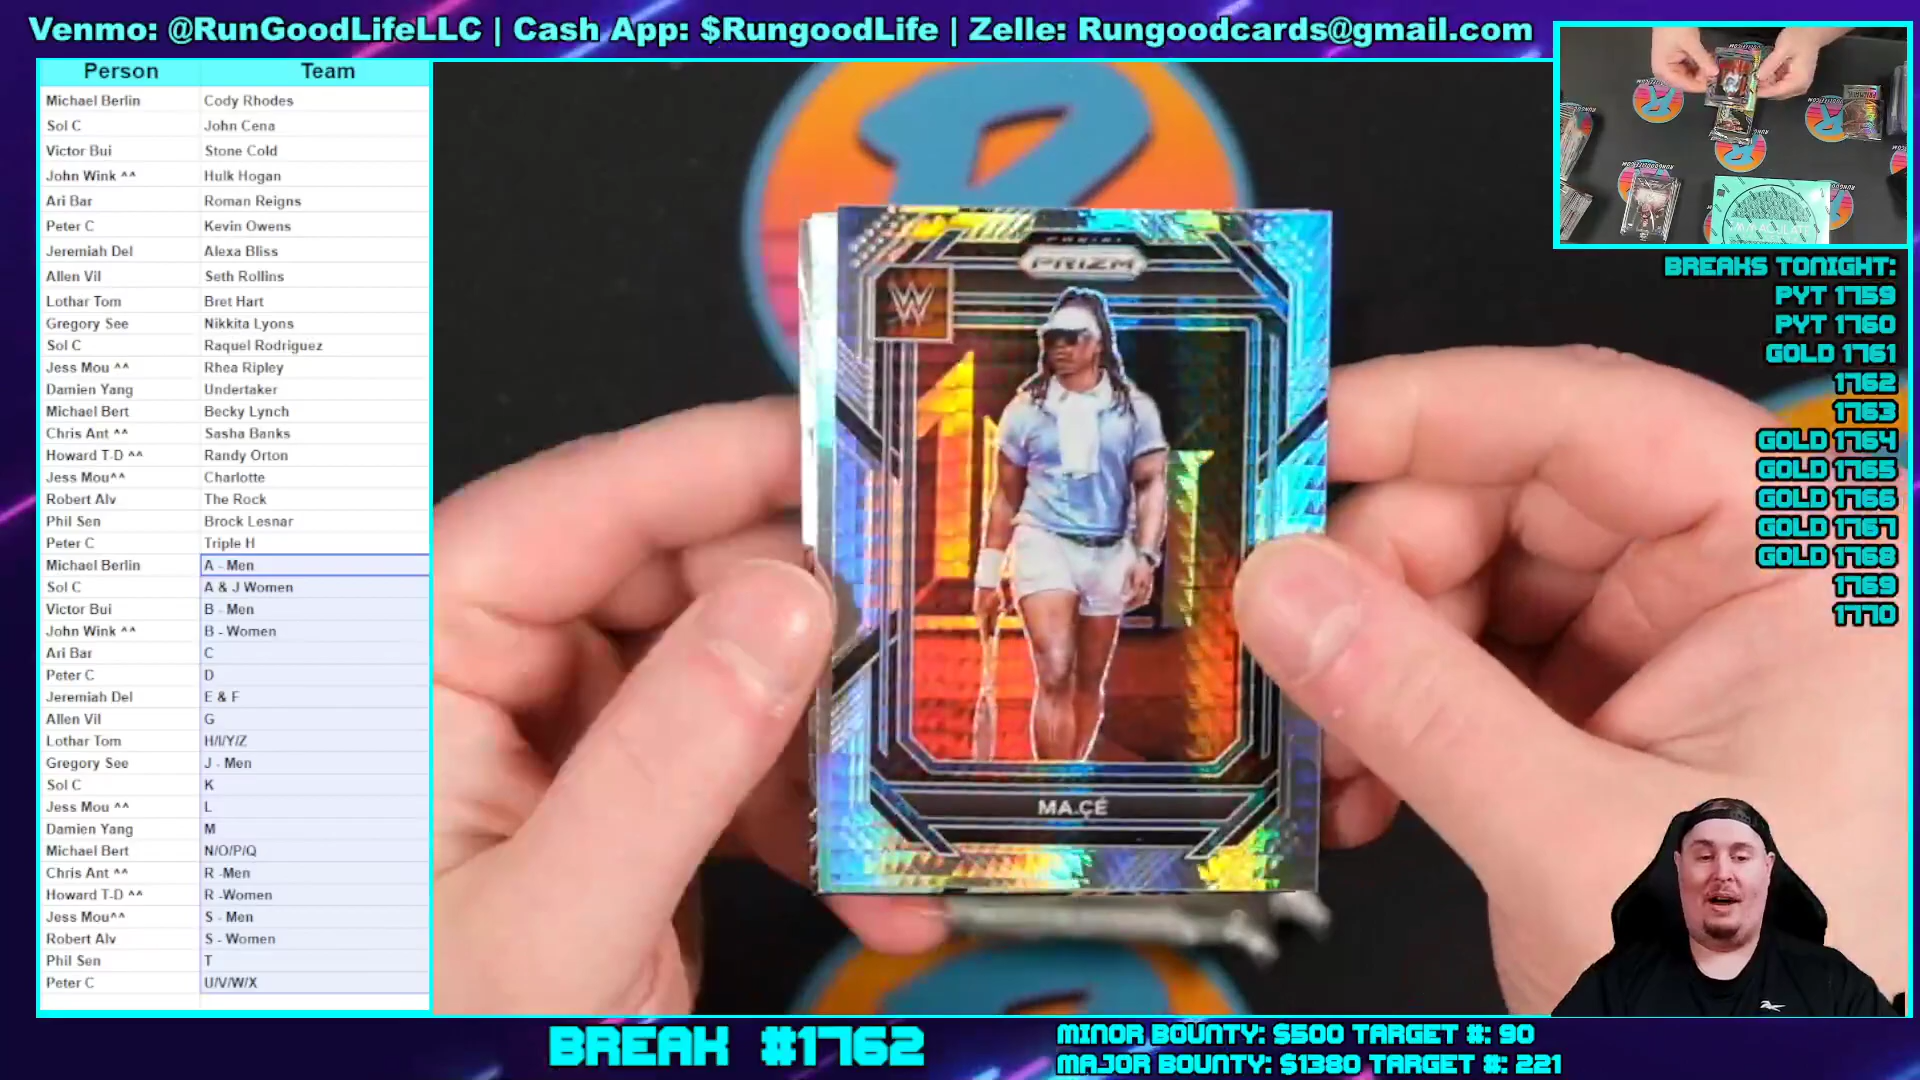 Venmo: @RunGoodLifeLLC | Cash App: $RungoodLife | Zelle: Rungoodcards@gmail.com
Person Team
Michael Berlin Cody Rhodes
Sol C John Cena
Victor Bui Stone Cold
John Wink ^^ Hulk Hogan
Ari Bar Roman Reigns
Peter C Kevin Owens
Jeremiah Del Alexa Bliss
Allen Vil Seth Rollins
Lothar Tom Bret Hart
Gregory See Nikkita Lyons
Sol C Raquel Rodriguez
Jess Mou ^^ Rhea Ripley
Damien Yang Undertaker
Michael Bert Becky Lynch
Chris Ant ^^ Sasha Banks
Howard T-D ^^ Randy Orton
Jess Mou^^ Charlotte
Robert Alv The Rock
Phil Sen Brock Lesnar
Peter C Triple H
Michael Berlin A - Men
Sol C A & J Women
Victor Bui B - Men
John Wink ^^ B - Women
Ari Bar C
Peter C D
Jeremiah Del E & F
Allen Vil G
Lothar Tom H/I/Y/Z
Gregory See J - Men
Sol C K
Jess Mou ^^ L
Damien Yang M
Michael Bert N/O/P/Q
Chris Ant ^^ R -Men
Howard T-D ^^ R -Women
Jess Mou^^ S - Men
Robert Alv S - Women
Phil Sen T
Peter C U/V/W/X
PANINI
PRIZM
W
MA.ÇÉ
BREAKS TONIGHT:
PYT 1759
PYT 1760
GOLD 1761
1762
1763
GOLD 1764
GOLD 1765
GOLD 1766
GOLD 1767
GOLD 1768
1769
1770
BREAK #1762
MINOR BOUNTY: $500 TARGET #: 90
MAJOR BOUNTY: $1380 TARGET #: 221